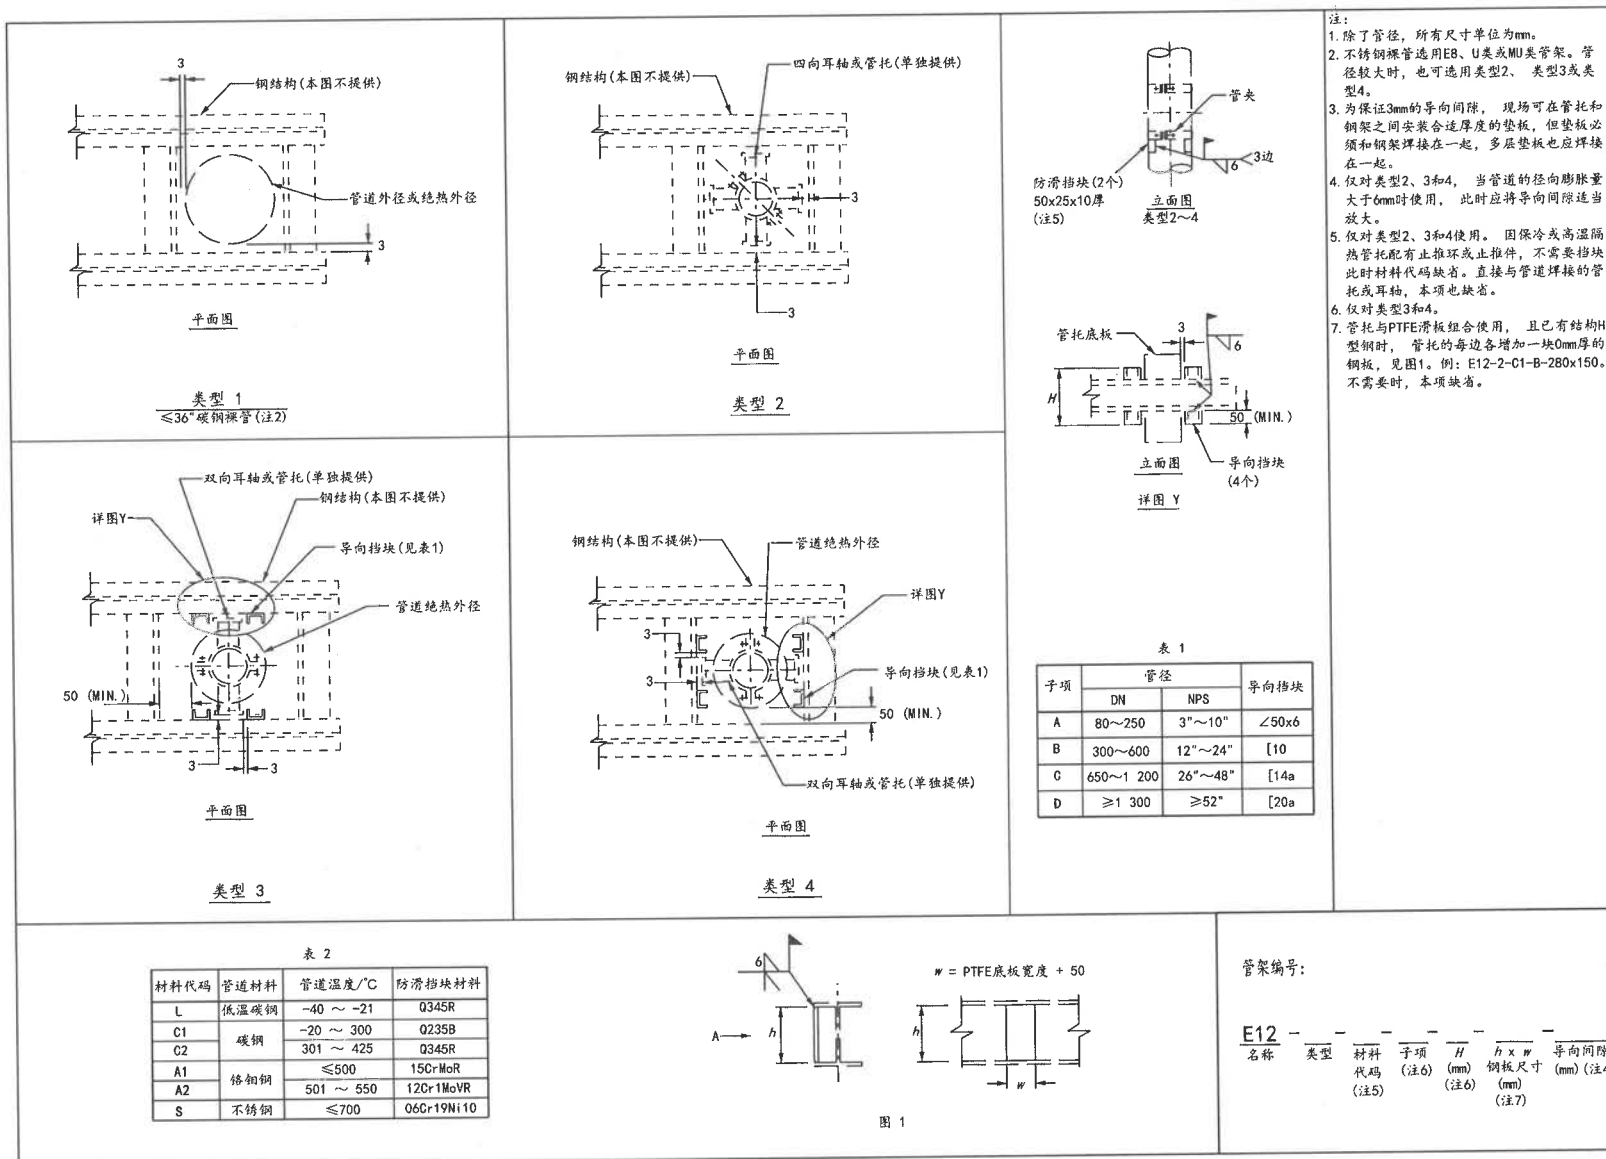 3
钢结构(本图不提供)
管道外径或绝热外径
3
平面图
类型 1
≤36"碳钢裸管(注2)
钢结构(本图不提供)
四向耳轴或管托(单独提供)
3
3
平面图
类型 2
管夹
3边
6
防滑挡块(2个)
50x25x10厚
(注5)
立面图
类型2～4
管托底板
3
6
H
50 (MIN.)
立面图
导向挡块
(4个)
详图 Y
注:
1. 除了管径, 所有尺寸单位为mm。
2. 不锈钢裸管选用E8、U类或MU类管架。管
径较大时, 也可选用类型2、 类型3或类
型4。
3. 为保证3mm的导向间隙, 现场可在管托和
钢架之间安装合适厚度的垫板, 但垫板必
须和钢架焊接在一起, 多层垫板也应焊接
在一起。
4. 仅对类型2、3和4, 当管道的径向膨胀量
大于6mm时使用, 此时应将导向间隙适当
放大。
5. 仅对类型2、3和4使用。 因保冷或高温隔
热管托配有止推环或止推件, 不需要挡块
此时材料代码缺省。直接与管道焊接的管
托或耳轴, 本项也缺省。
6. 仅对类型3和4。
7. 管托与PTFE滑板组合使用, 且已有结构H
型钢时, 管托的每边各增加一块0mm厚的
钢板, 见图1。例: E12-2-C1-B-280x150。
不需要时, 本项缺省。
双向耳轴或管托(单独提供)
钢结构(本图不提供)
详图Y
导向挡块(见表1)
管道绝热外径
50 (MIN.)
3
3
平面图
类型 3
钢结构(本图不提供)
管道绝热外径
详图Y
3
3
导向挡块(见表1)
50 (MIN.)
双向耳轴或管托(单独提供)
平面图
类型 4
表 1
子项 管径 导向挡块
DN NPS
A 80～250 3"～10" ∠50x6
B 300～600 12"～24" [10
C 650～1 200 26"～48" [14a
D ≥1 300 ≥52" [20a
表 2
材料代码 管道材料 管道温度/℃ 防滑挡块材料
L 低温碳钢 -40 ～ -21 Q345R
C1 碳钢 -20 ～ 300 Q235B
C2 301 ～ 425 Q345R
A1 铬钼钢 ≤500 15CrMoR
A2 501 ～ 550 12Cr1MoVR
S 不锈钢 ≤700 06Cr19Ni10
6
A
h
w = PTFE底板宽度 + 50
h
w
图 1
管架编号:
E12 - - - - - -
名称 类型 材料 子项 H h x w 导向间隙
代码 (注6) (mm) 钢板尺寸 (mm) (注4
(注5) (注6) (mm)
(注7)